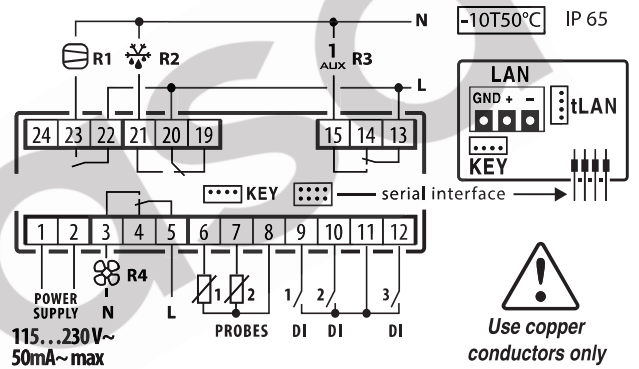 N
-10T50°C IP 65
R1 R2 1 AUX R3
L
LAN
GND + -
tLAN
KEY
24 23 22 21 20 19 15 14 13
KEY serial interface
1 2 3 4 5 6 7 8 9 10 11 12
R4
1 2 1 2 3
POWER
SUPPLY
N L PROBES DI DI DI
115...230 V~
50mA~ max
Use copper
conductors only